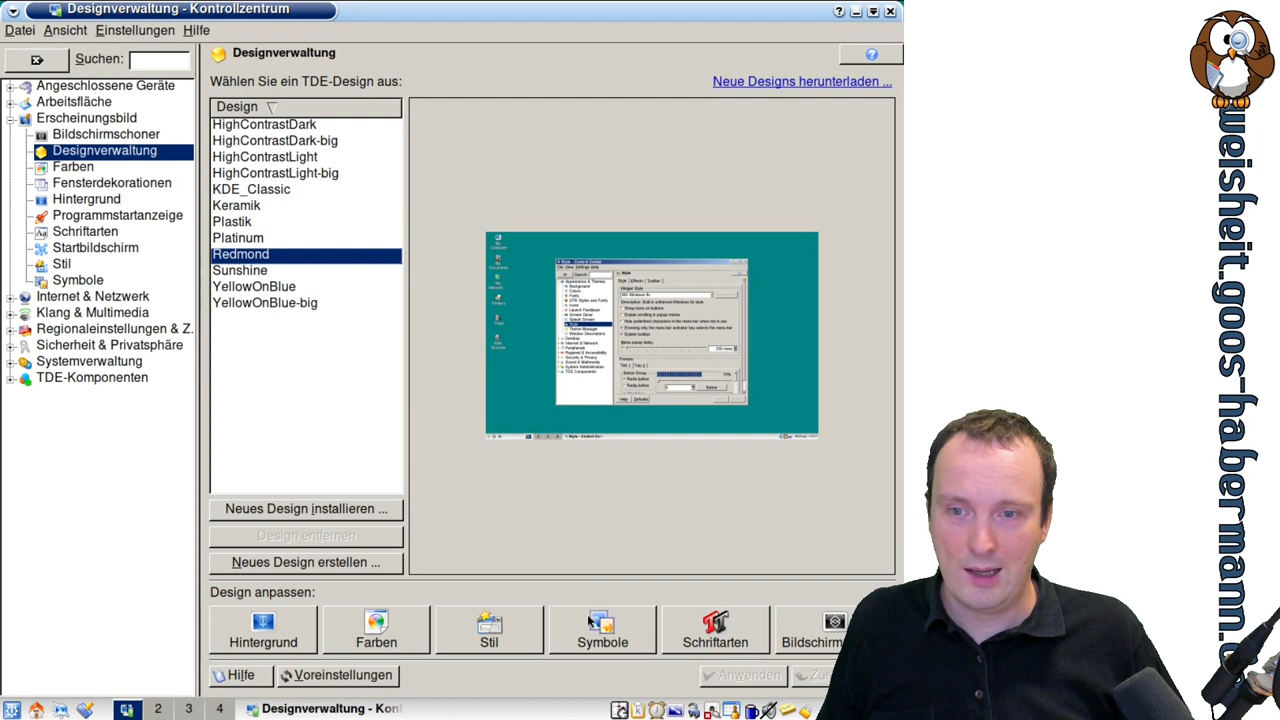 Designverwaltung - Kontrollzentrum
Datei Ansicht Einstellungen Hilfe
Suchen:
Angeschlossene Geräte
Arbeitsfläche
Erscheinungsbild
Bildschirmschoner
Designverwaltung
Farben
Fensterdekorationen
Hintergrund
Programmstartanzeige
Schriftarten
Startbildschirm
Stil
Symbole
Internet & Netzwerk
Klang & Multimedia
Regionaleinstellungen & Z.
Sicherheit & Privatsphäre
Systemverwaltung
TDE-Komponenten
Designverwaltung
Wählen Sie ein TDE-Design aus:
Neue Designs herunterladen ...
Design
HighContrastDark
HighContrastDark-big
HighContrastLight
HighContrastLight-big
KDE_Classic
Keramik
Plastik
Platinum
Redmond
Sunshine
YellowOnBlue
YellowOnBlue-big
Neues Design installieren ...
Design entfernen
Neues Design erstellen ...
Design anpassen:
Hintergrund
Farben
Stil
Symbole
Schriftarten
Bildschirm
Hilfe
Voreinstellungen
Anwenden
Zu
2 3 4
Designverwaltung - Kont
weisheit.goos-habermann.